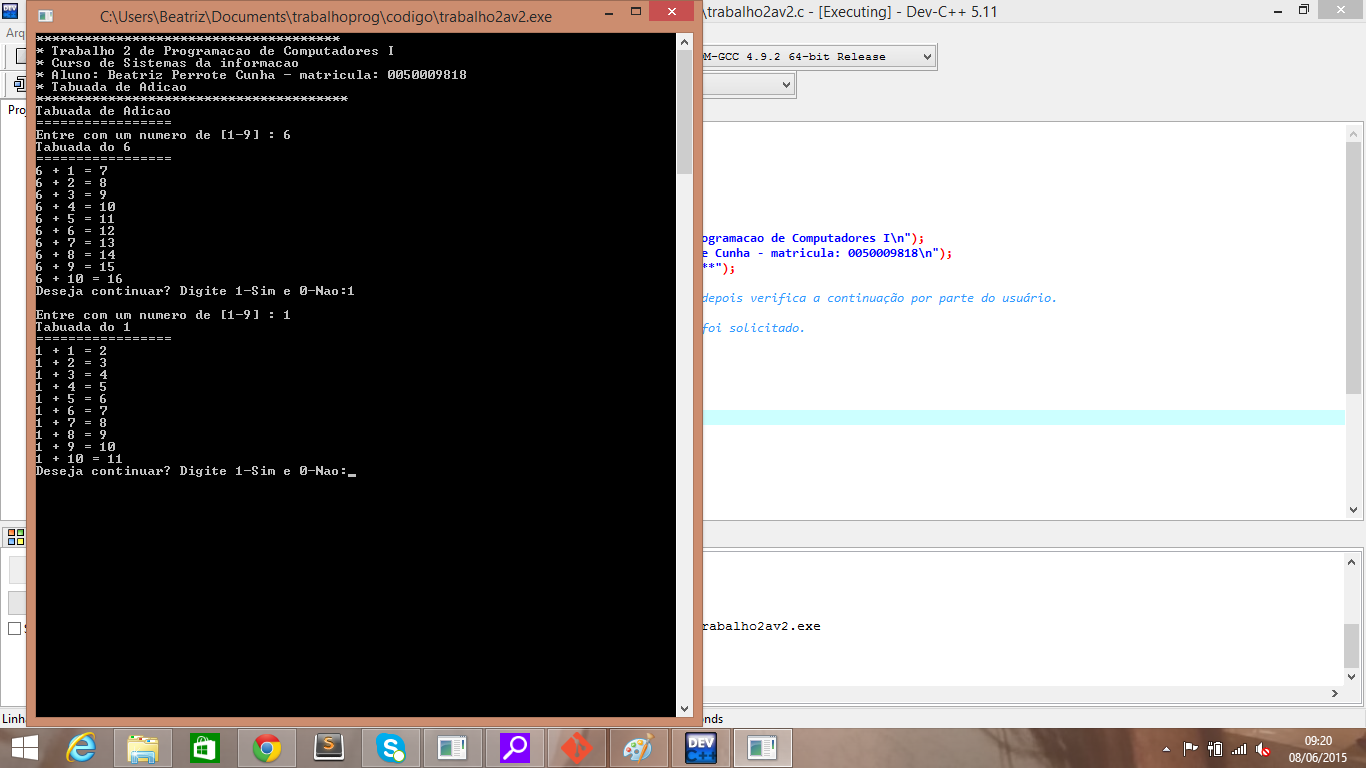 C:\Users\Beatriz\Documents\trabalhoprog\codigo\trabalho2av2.exe
\trabalho2av2.c - [Executing] - Dev-C++ 5.11
Arq
M-GCC 4.9.2 64-bit Release
Proj
***************************************
* Trabalho 2 de Programacao de Computadores I
* Curso de Sistemas da informacao
* Aluno: Beatriz Perrote Cunha - matricula: 0050009818
* Tabuada de Adicao
****************************************
Tabuada de Adicao
=================
Entre com um numero de [1-9] : 6
Tabuada do 6
=================
6 + 1 = 7
6 + 2 = 8
6 + 3 = 9
6 + 4 = 10
6 + 5 = 11
6 + 6 = 12
6 + 7 = 13
6 + 8 = 14
6 + 9 = 15
6 + 10 = 16
Deseja continuar? Digite 1-Sim e 0-Nao:1
Entre com um numero de [1-9] : 1
Tabuada do 1
=================
1 + 1 = 2
1 + 2 = 3
1 + 3 = 4
1 + 4 = 5
1 + 5 = 6
1 + 6 = 7
1 + 7 = 8
1 + 8 = 9
1 + 9 = 10
1 + 10 = 11
Deseja continuar? Digite 1-Sim e 0-Nao:_
ogramacao de Computadores I\n");
e Cunha - matricula: 0050009818\n");
**");
depois verifica a continuação por parte do usuário.
foi solicitado.
rabalho2av2.exe
Linha
onds
DEV
C++
09:20
08/06/2015